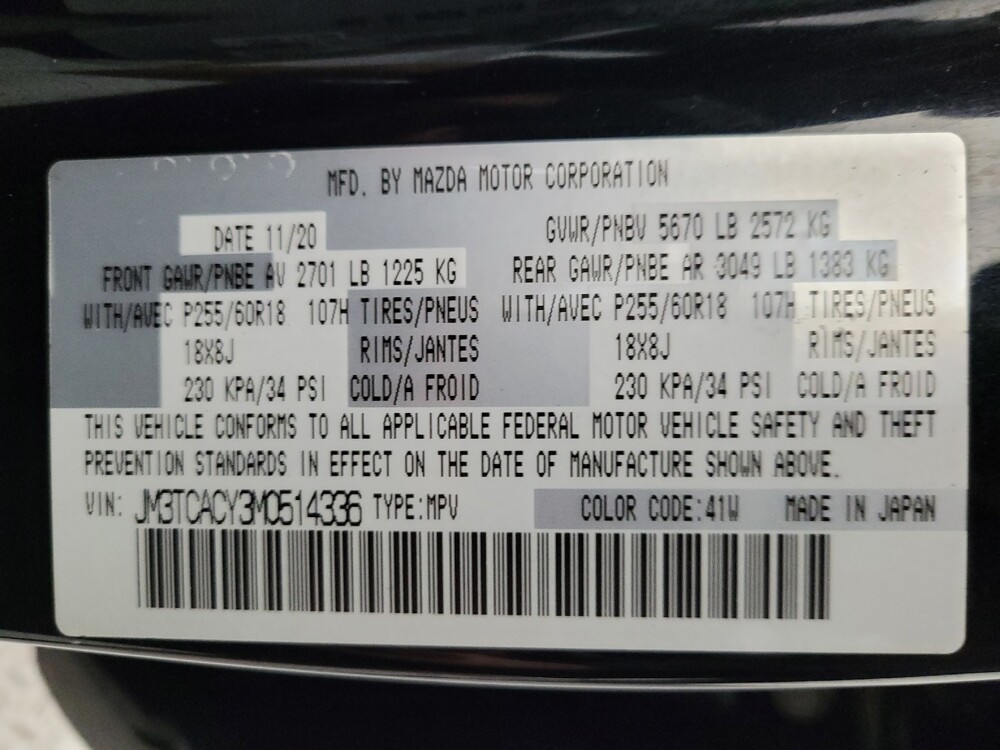 MFD. BY MAZDA MOTOR CORPORATION
DATE 11/20 GVWR/PNBV 5670 LB 2572 KG
FRONT GAWR/PNBE AV 2701 LB 1225 KG REAR GAWR/PNBE AR 3049 LB 1383 KG
WITH/AVEC P255/60R18 107H TIRES/PNEUS WITH/AVEC P255/60R18 107H TIRES/PNEUS
18X8J RIMS/JANTES 18X8J RIMS/JANTES
230 KPA/34 PSI COLD/A FROID 230 KPA/34 PSI COLD/A FROID
THIS VEHICLE CONFORMS TO ALL APPLICABLE FEDERAL MOTOR VEHICLE SAFETY AND THEFT
PREVENTION STANDARDS IN EFFECT ON THE DATE OF MANUFACTURE SHOWN ABOVE.
VIN: JM3TCACY3M0514336 TYPE:MPV COLOR CODE:41W MADE IN JAPAN